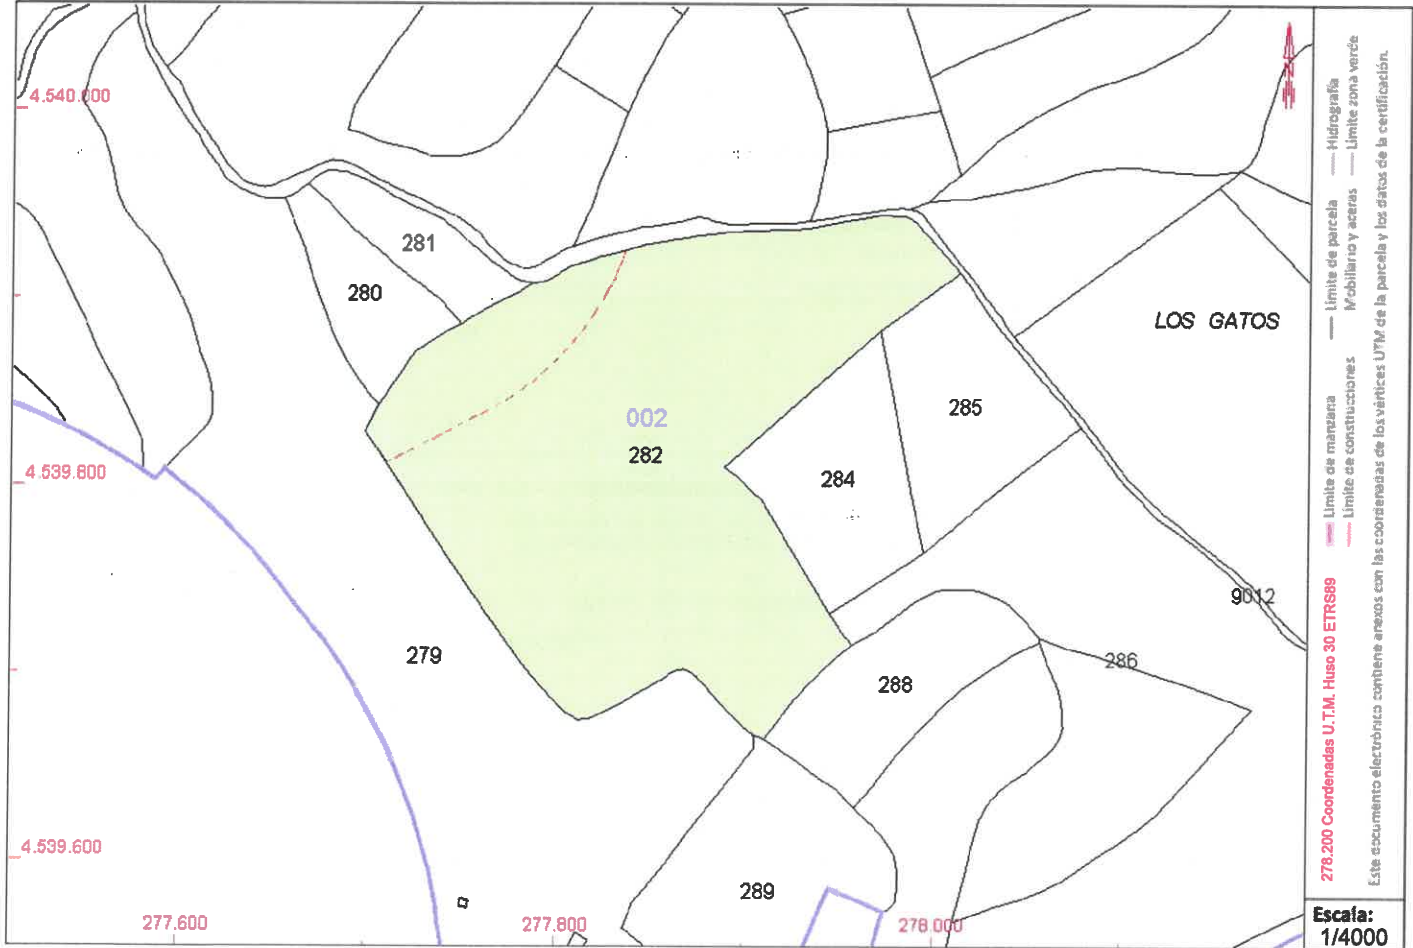 4.540.000
281
280
LOS GATOS
002
282
285
284
4.539.800
9012
279
286
288
4.539.600
289
277.600
277.800
278.000
278.200 Coordenadas U.T.M. Huso 30 ETRS89
Límite de manzana
Límite de parcela
Hidrografía
Límite de construcciones
Mobiliario y aceras
Límite zona verde
Este documento electrónico contiene anexos con las coordenadas de los vértices UTM de la parcela y los datos de la certificación.
Escala:
1/4000